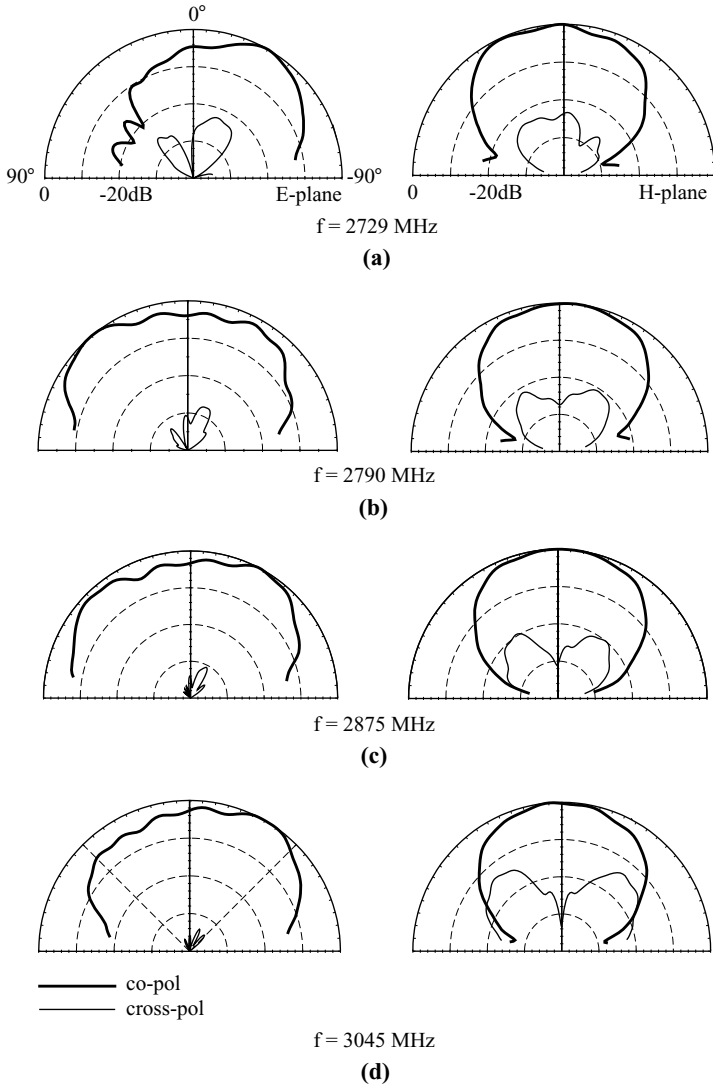 0°
90°
-90°
0
-20dB
E-plane
0
-20dB
H-plane
f = 2729 MHz
(a)
f = 2790 MHz
(b)
f = 2875 MHz
(c)
co-pol
cross-pol
f = 3045 MHz
(d)